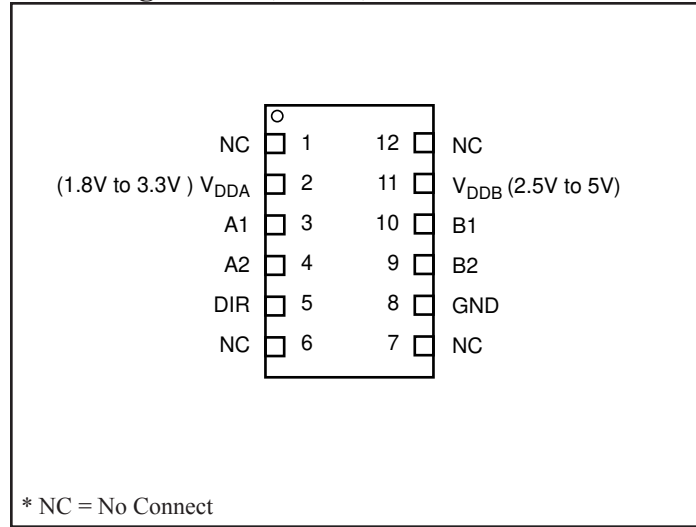 NC 1 12 NC
(1.8V to 3.3V ) VDDA 2 11 VDDB (2.5V to 5V)
A1 3 10 B1
A2 4 9 B2
DIR 5 8 GND
NC 6 7 NC
* NC = No Connect